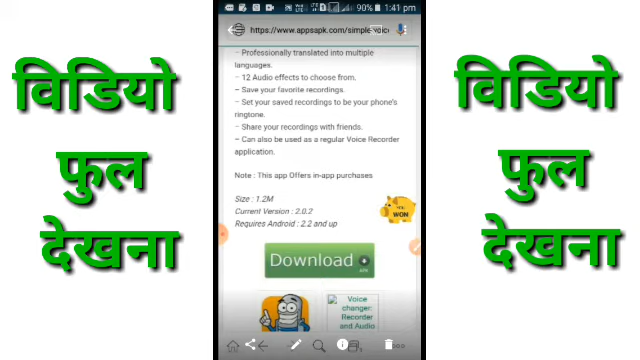 विडियो
फुल
देखना
90% 1:41 pm
https://www.appsapk.com/simple-voice
- Professionally translated into multiple
languages.
- 12 Audio effects to choose from.
- Save your favorite recordings.
- Set your saved recordings to be your phone's
ringtone.
- Share your recordings with friends.
- Can also be used as a regular Voice Recorder
application.
Note : This app Offers in-app purchases
Size : 1.2M
Current Version : 2.0.2
Requires Android : 2.2 and up
WON
Download
Voice
changer:
Recorder
and Audio
विडियो
फुल
देखना